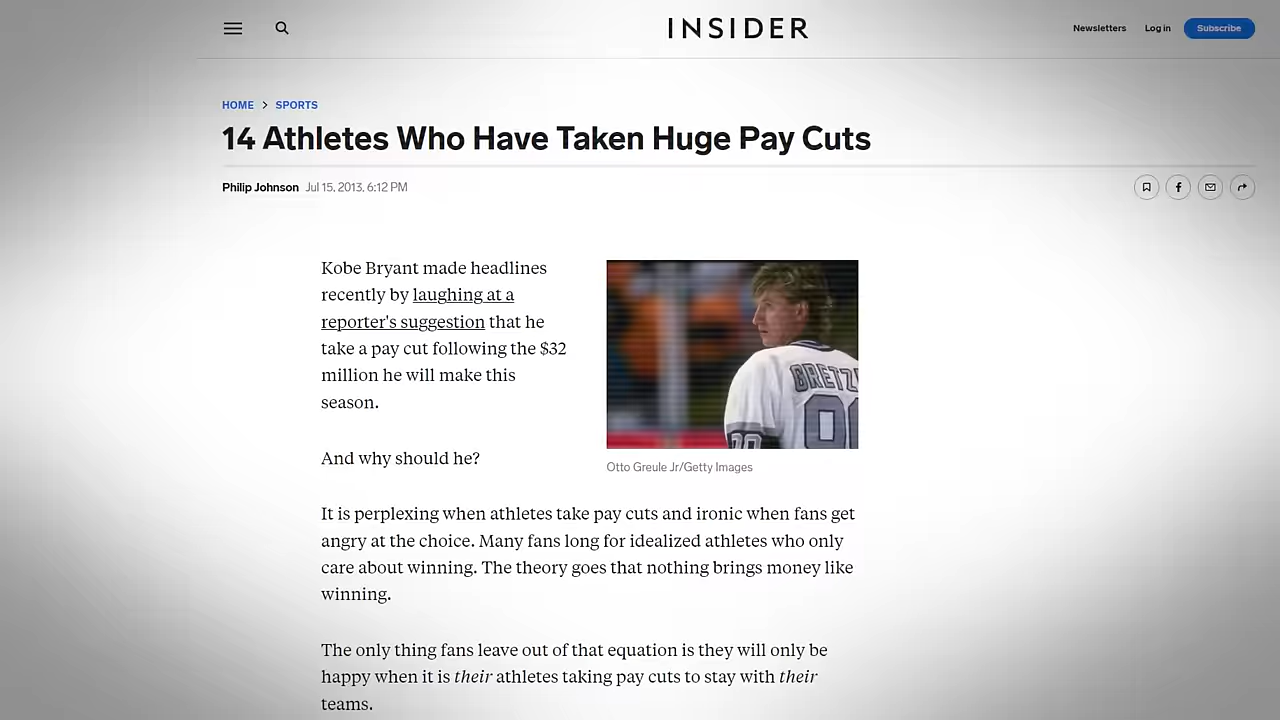 INSIDER
Newsletters
Log in
Subscribe
HOME > SPORTS
14 Athletes Who Have Taken Huge Pay Cuts
Philip Johnson Jul 15, 2013, 6:12 PM
Kobe Bryant made headlines
recently by laughing at a
reporter's suggestion that he
take a pay cut following the $32
million he will make this
season.
And why should he?
GRETZ
99
Otto Greule Jr/Getty Images
It is perplexing when athletes take pay cuts and ironic when fans get
angry at the choice. Many fans long for idealized athletes who only
care about winning. The theory goes that nothing brings money like
winning.
The only thing fans leave out of that equation is they will only be
happy when it is their athletes taking pay cuts to stay with their
teams.